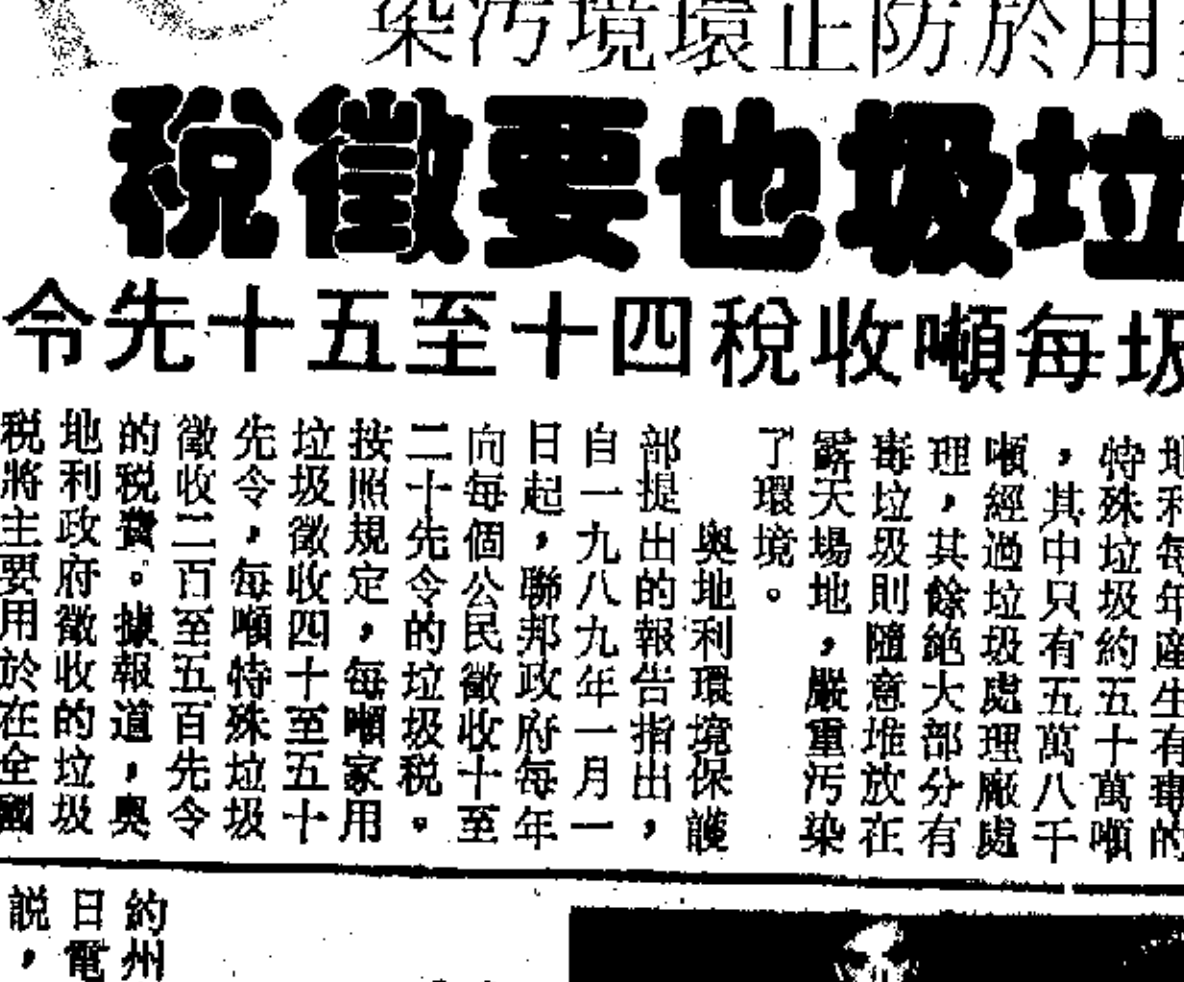 用於防止環境污染
垃圾也要徵稅
圾每噸收稅四十至五十先令
地利每年產生有毒的
特殊垃圾約五十萬噸
，其中只有五萬八千
噸經過垃圾處理廠處
理，其餘絕大部分有
毒垃圾則隨意堆放在
露天場地，嚴重污染
了環境。
奧地利環境保護
部提出的報告指出，
自一九八九年一月一
日起，聯邦政府每年
向每個公民徵收十至
二十先令的垃圾税。
按照規定，每噸家用
垃圾徵收四十至五十
先令，每噸特殊垃圾
徵收二百至五百先令
的税費。據報道，奧
地利政府徵收的垃圾
税將主要用於在全國
約州
日電
説，